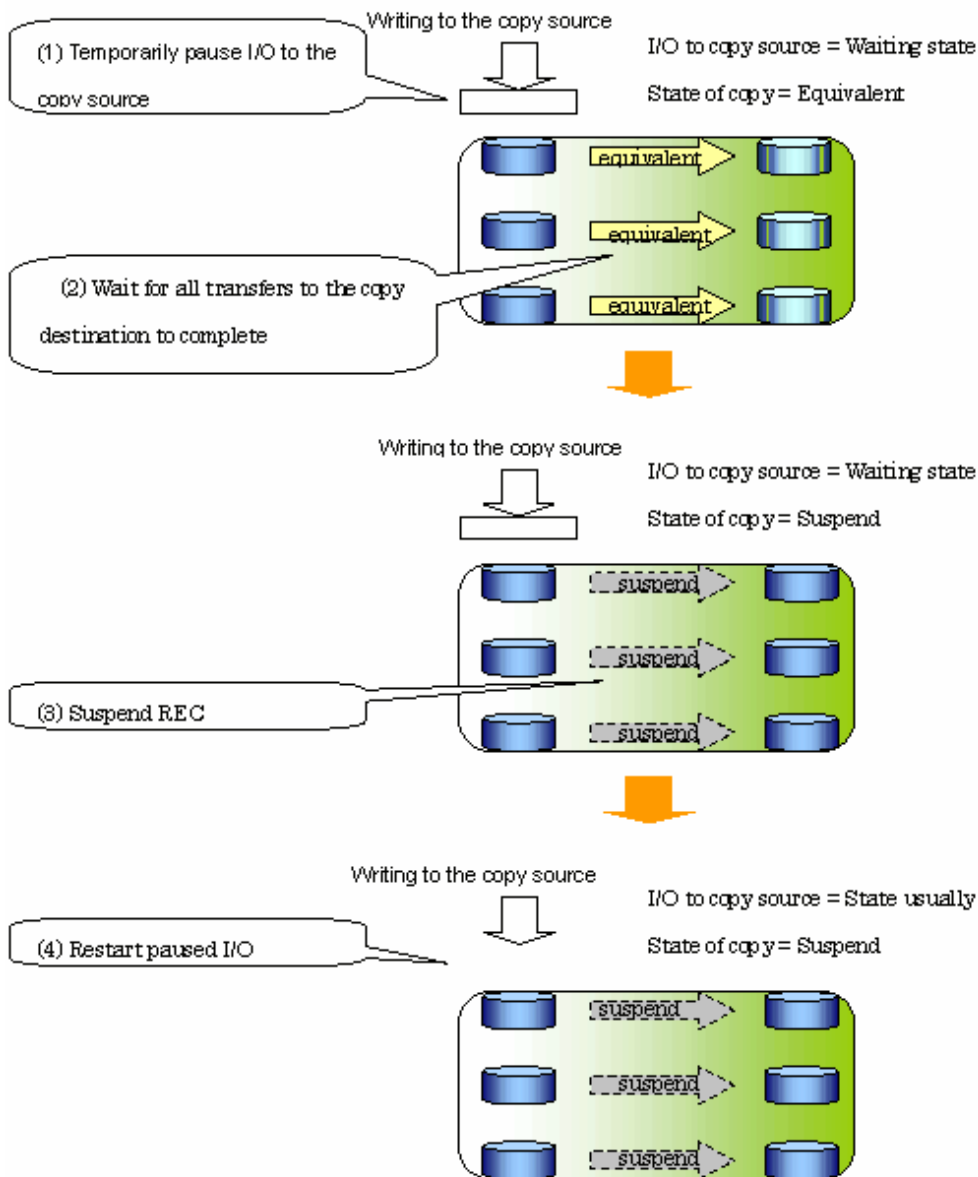 Writing to the copy source
(1) Temporarily pause I/O to the
copy source
I/O to copy source = Waiting state
State of copy = Equivalent
equivalent
equivalent
equivalent
(2) Wait for all transfers to the copy
destination to complete
Writing to the copy source
I/O to copy source = Waiting state
State of copy = Suspend
suspend
suspend
suspend
(3) Suspend REC
Writing to the copy source
I/O to copy source = State usually
State of copy = Suspend
(4) Restart paused I/O
suspend
suspend
suspend